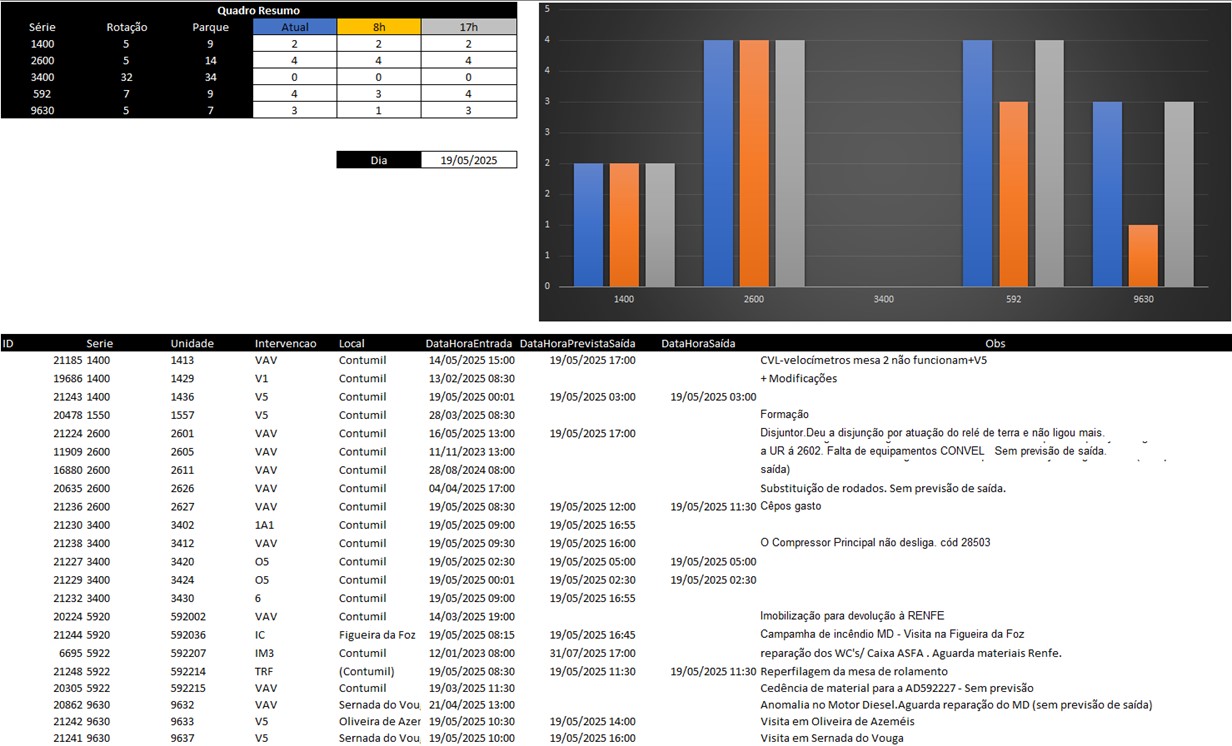 Quadro Resumo
Série Rotação Parque Atual 8h 17h
1400 5 9 2 2 2
2600 5 14 4 4 4
3400 32 34 0 0 0
592 7 9 4 3 4
9630 5 7 3 1 3
Dia 19/05/2025
5
4
4
3
3
2
2
1
1
0
1400 2600 3400 592 9630
ID Serie Unidade Intervencao Local DataHoraEntrada DataHoraPrevistaSaída DataHoraSaída Obs
21185 1400 1413 VAV Contumil 14/05/2025 15:00 19/05/2025 17:00 CVL-velocímetros mesa 2 não funcionam+V5
19686 1400 1429 V1 Contumil 13/02/2025 08:30 + Modificações
21243 1400 1436 V5 Contumil 19/05/2025 00:01 19/05/2025 03:00 19/05/2025 03:00
20478 1550 1557 V5 Contumil 28/03/2025 08:30 Formação
21224 2600 2601 VAV Contumil 16/05/2025 13:00 19/05/2025 17:00 Disjuntor.Deu a disjunção por atuação do relé de terra e não ligou mais.
11909 2600 2605 VAV Contumil 11/11/2023 13:00 a UR á 2602. Falta de equipamentos CONVEL Sem previsão de saída.
16880 2600 2611 VAV Contumil 28/08/2024 08:00 saída)
20635 2600 2626 VAV Contumil 04/04/2025 17:00 Substituição de rodados. Sem previsão de saída.
21236 2600 2627 VAV Contumil 19/05/2025 08:30 19/05/2025 12:00 19/05/2025 11:30 Cêpos gasto
21230 3400 3402 1A1 Contumil 19/05/2025 09:00 19/05/2025 16:55
21238 3400 3412 VAV Contumil 19/05/2025 09:30 19/05/2025 16:00 O Compressor Principal não desliga. cód 28503
21227 3400 3420 O5 Contumil 19/05/2025 02:30 19/05/2025 05:00 19/05/2025 05:00
21229 3400 3424 O5 Contumil 19/05/2025 00:01 19/05/2025 02:30 19/05/2025 02:30
21232 3400 3430 6 Contumil 19/05/2025 09:00 19/05/2025 16:55
20224 5920 592002 VAV Contumil 14/03/2025 19:00 Imobilização para devolução à RENFE
21244 5920 592036 IC Figueira da Foz 19/05/2025 08:15 19/05/2025 16:45 Campamha de incêndio MD - Visita na Figueira da Foz
6695 5922 592207 IM3 Contumil 12/01/2023 08:00 31/07/2025 17:00 reparação dos WC's/ Caixa ASFA . Aguarda materiais Renfe.
21248 5922 592214 TRF (Contumil) 19/05/2025 08:30 19/05/2025 11:30 19/05/2025 11:30 Reperfilagem da mesa de rolamento
20305 5922 592215 VAV Contumil 19/03/2025 11:30 Cedência de material para a AD592227 - Sem previsão
20862 9630 9632 VAV Sernada do Vou 21/04/2025 13:00 Anomalia no Motor Diesel.Aguarda reparação do MD (sem previsão de saída)
21242 9630 9633 V5 Oliveira de Azer 19/05/2025 10:30 19/05/2025 14:00 Visita em Oliveira de Azeméis
21241 9630 9637 V5 Sernada do Vou 19/05/2025 10:00 19/05/2025 16:00 Visita em Sernada do Vouga